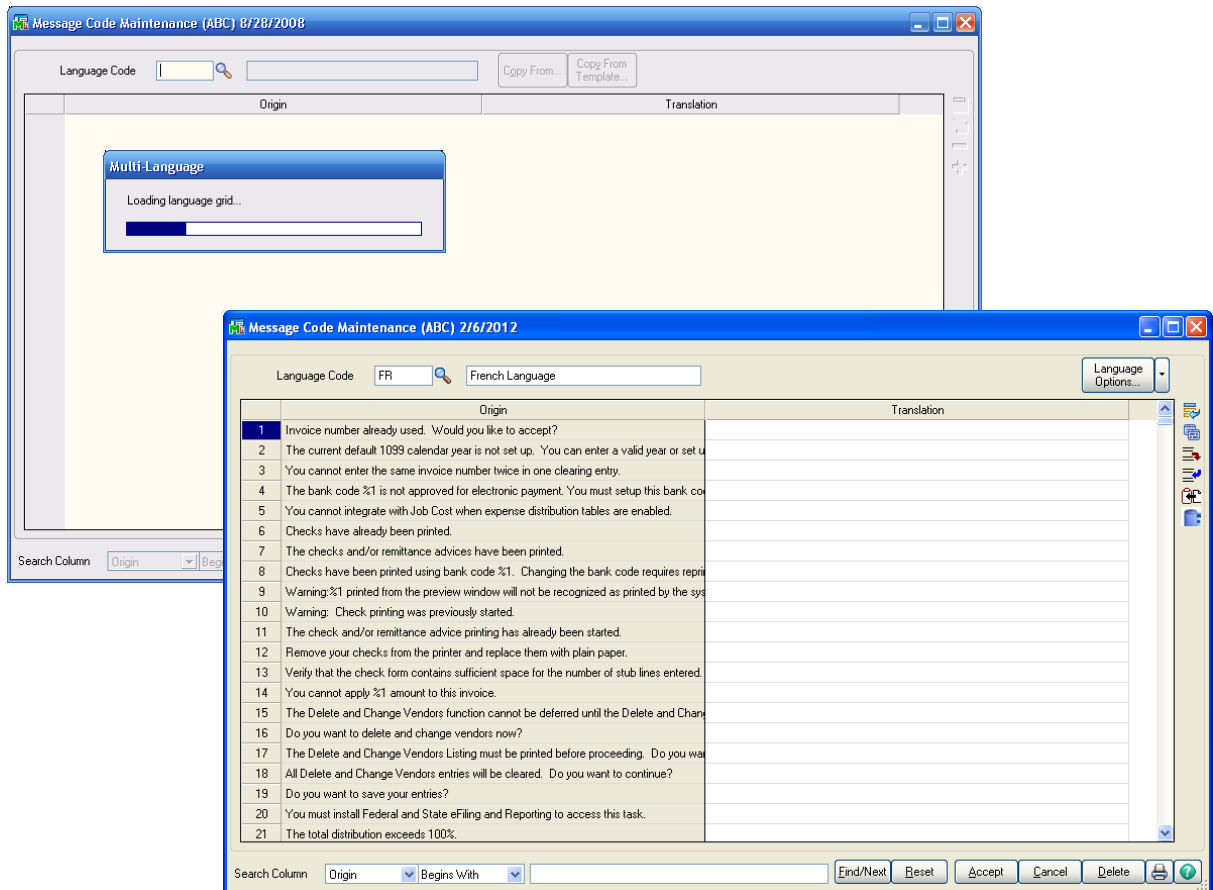 Message Code Maintenance (ABC) 8/28/2008
Language Code
Copy From...
Copy From
Template...
Origin Translation
Multi-Language
Loading language grid...
Search Column Origin Begi
Message Code Maintenance (ABC) 2/6/2012
Language Code FR French Language
Language
Options...
Origin Translation
1 Invoice number already used. Would you like to accept?
2 The current default 1099 calendar year is not set up. You can enter a valid year or set u
3 You cannot enter the same invoice number twice in one clearing entry.
4 The bank code %1 is not approved for electronic payment. You must setup this bank co
5 You cannot integrate with Job Cost when expense distribution tables are enabled.
6 Checks have already been printed.
7 The checks and/or remittance advices have been printed.
8 Checks have been printed using bank code %1. Changing the bank code requires repri
9 Warning:%1 printed from the preview window will not be recognized as printed by the sys
10 Warning: Check printing was previously started.
11 The check and/or remittance advice printing has already been started.
12 Remove your checks from the printer and replace them with plain paper.
13 Verify that the check form contains sufficient space for the number of stub lines entered.
14 You cannot apply %1 amount to this invoice.
15 The Delete and Change Vendors function cannot be deferred until the Delete and Chang
16 Do you want to delete and change vendors now?
17 The Delete and Change Vendors Listing must be printed before proceeding. Do you wa
18 All Delete and Change Vendors entries will be cleared. Do you want to continue?
19 Do you want to save your entries?
20 You must install Federal and State eFiling and Reporting to access this task.
21 The total distribution exceeds 100%.
Search Column Origin Begins With Find/Next Reset Accept Cancel Delete